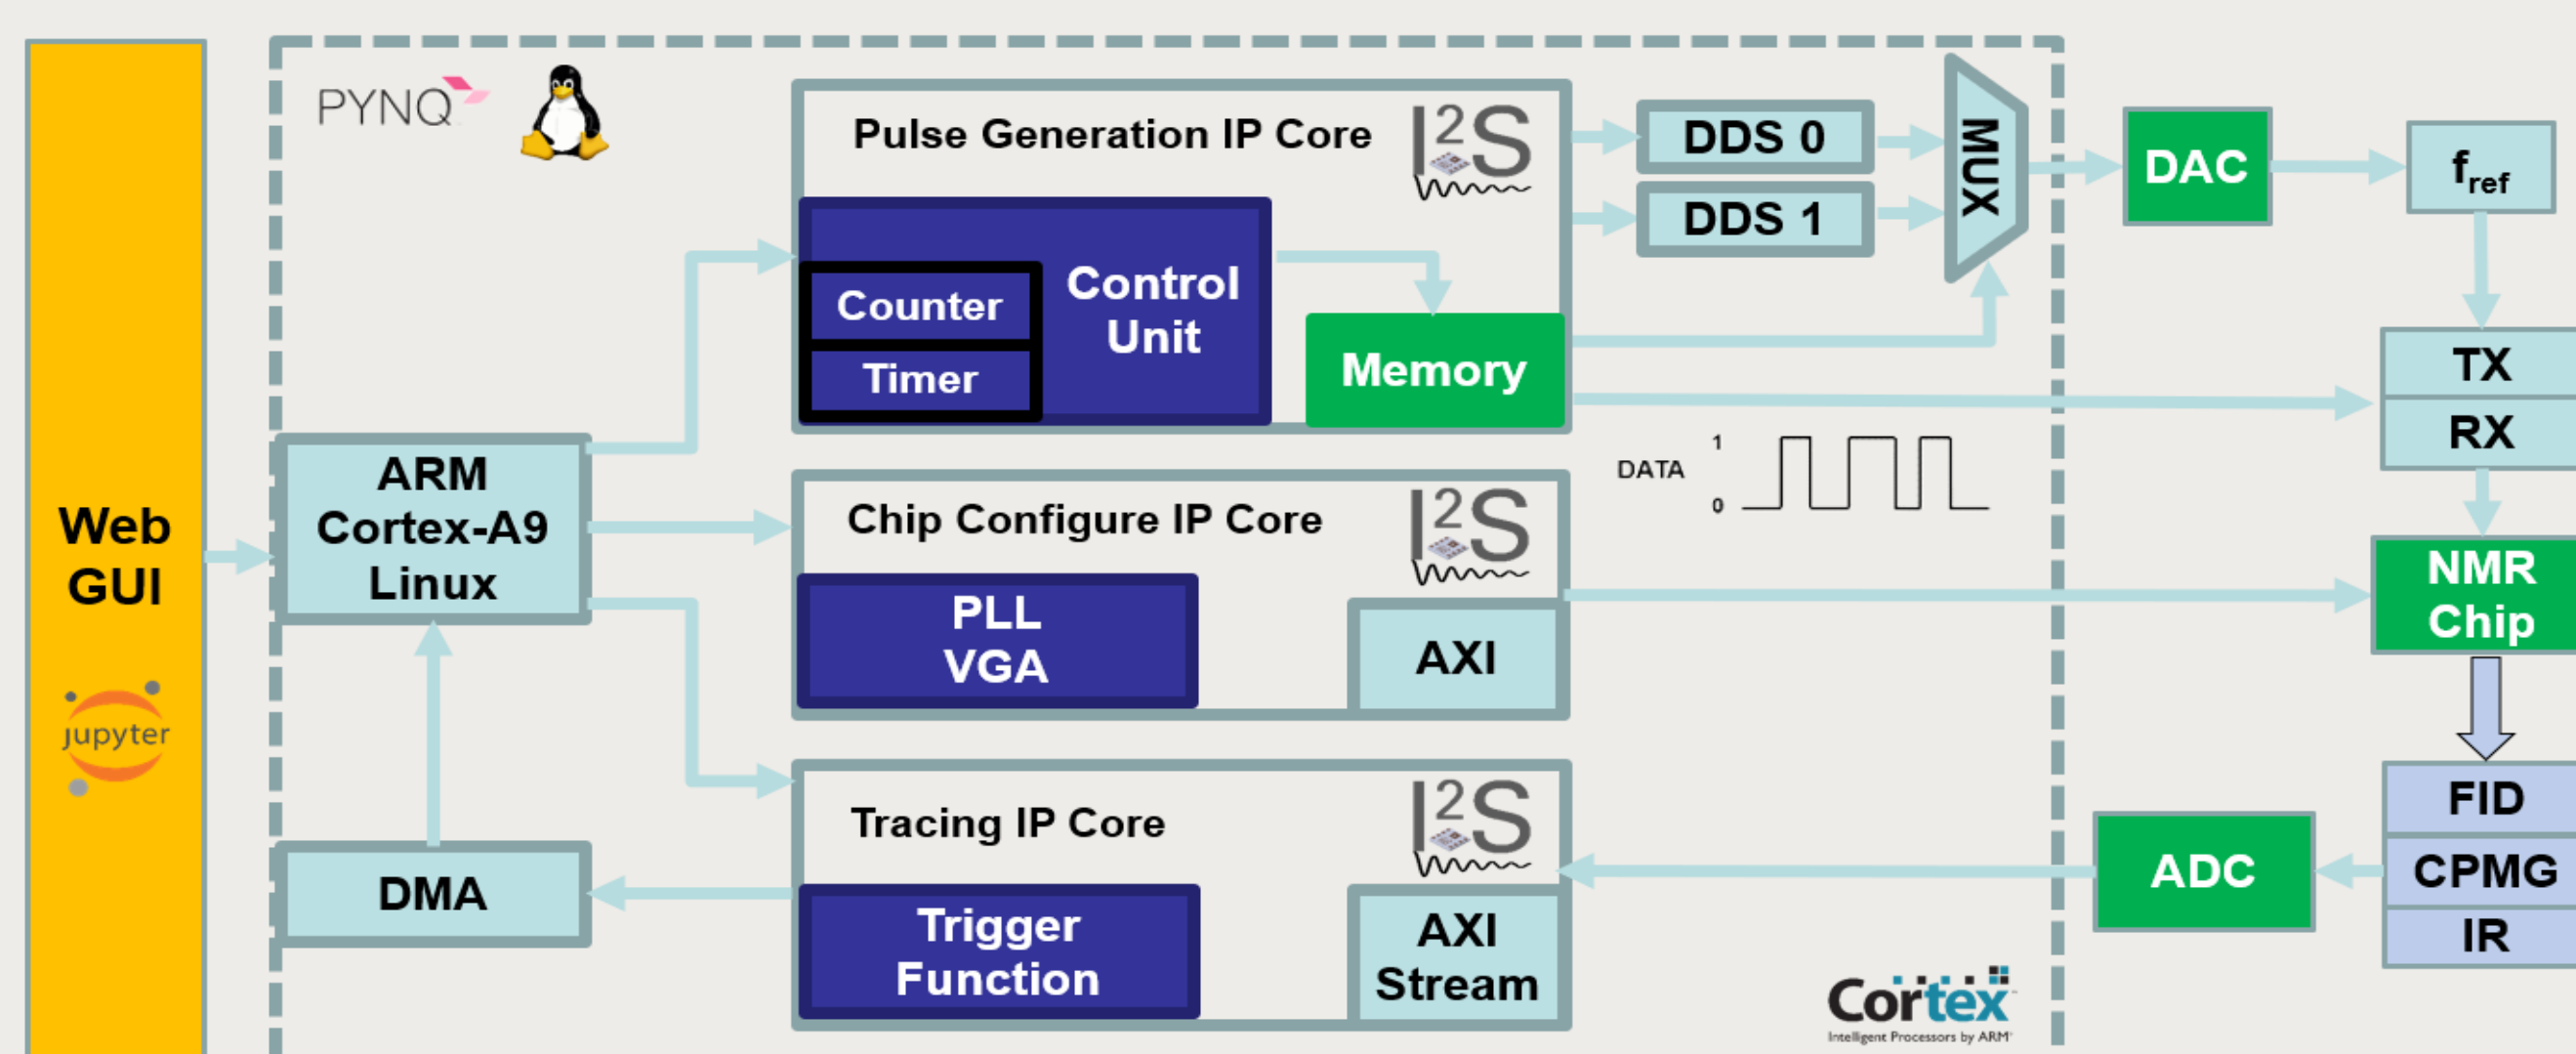 Web
GUI
jupyter
PYNQ
ARM
Cortex-A9
Linux
DMA
Pulse Generation IP Core
I2S
Counter
Timer
Control
Unit
Memory
DDS 0
DDS 1
MUX
DAC
fref
TX
RX
DATA
1
0
Chip Configure IP Core
I2S
PLL
VGA
AXI
NMR
Chip
Tracing IP Core
I2S
Trigger
Function
AXI
Stream
ADC
FID
CPMG
IR
Cortex
Intelligent Processors by ARM